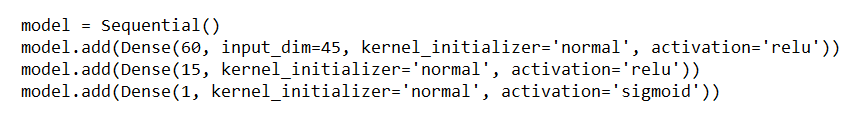 model = Sequential()
model.add(Dense(60, input_dim=45, kernel_initializer='normal', activation='relu'))
model.add(Dense(15, kernel_initializer='normal', activation='relu'))
model.add(Dense(1, kernel_initializer='normal', activation='sigmoid'))